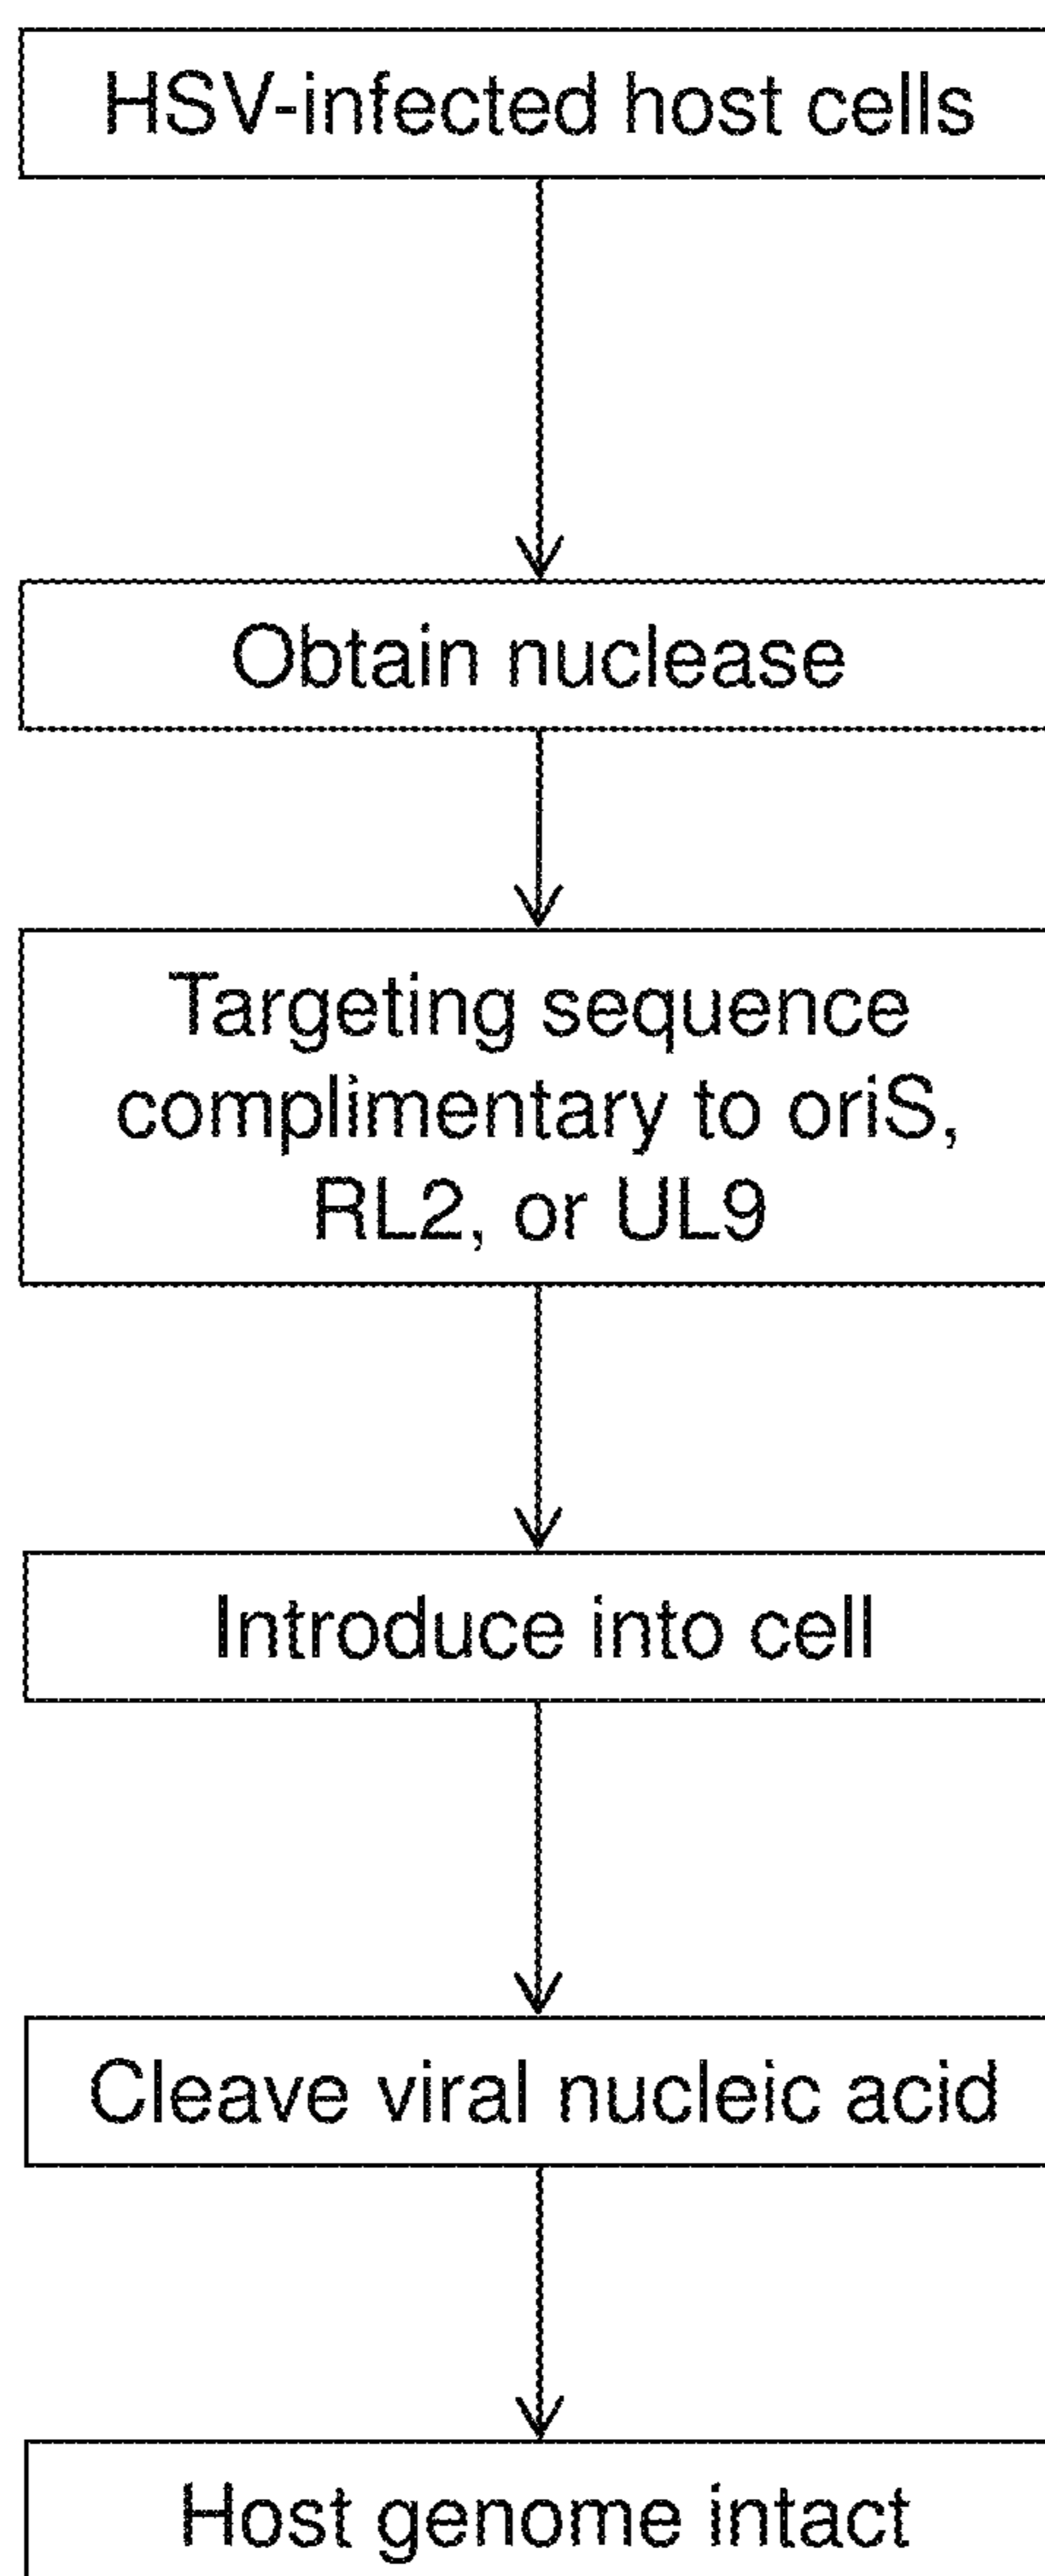 HSV-infected host cells
Obtain nuclease
Targeting sequence
complimentary to oriS,
RL2, or UL9
Introduce into cell
Cleave viral nucleic acid
Host genome intact